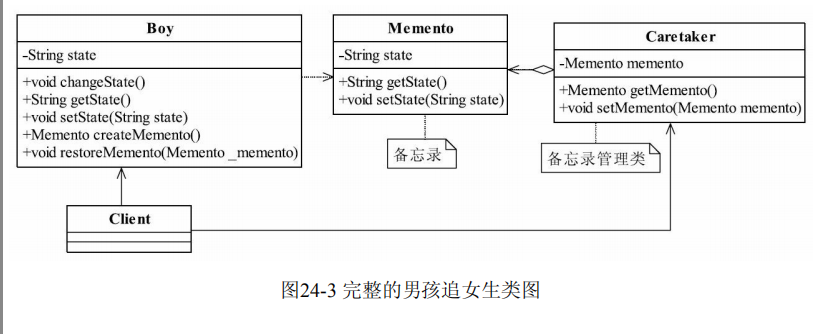 Boy
-String state
+void changeState()
+String getState()
+void setState(String state)
+Memento createMemento()
+void restoreMemento(Memento _memento)
Memento
-String state
+String getState()
+void setState(String state)
Caretaker
-Memento memento
+Memento getMemento()
+void setMemento(Memento memento)
备忘录
备忘录管理类
Client
图24-3 完整的男孩追女生类图